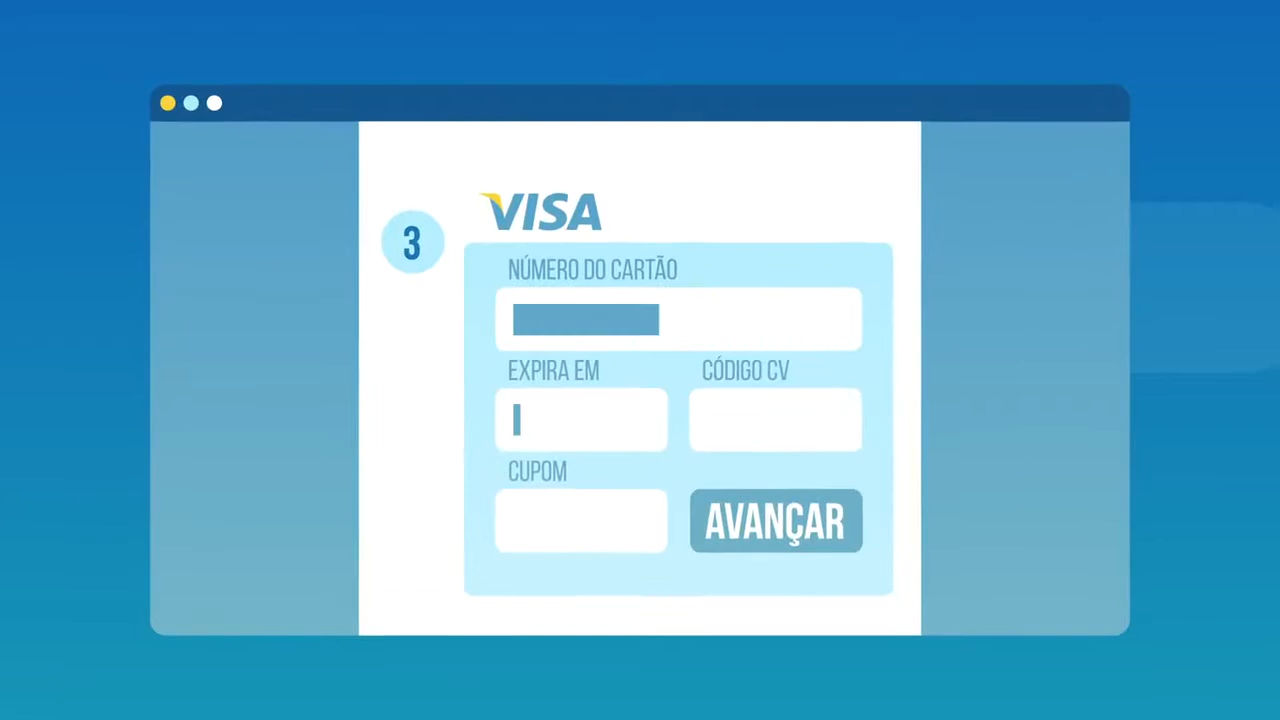 VISA
3
NÚMERO DO CARTÃO
EXPIRA EM
CÓDIGO CV
CUPOM
AVANÇAR